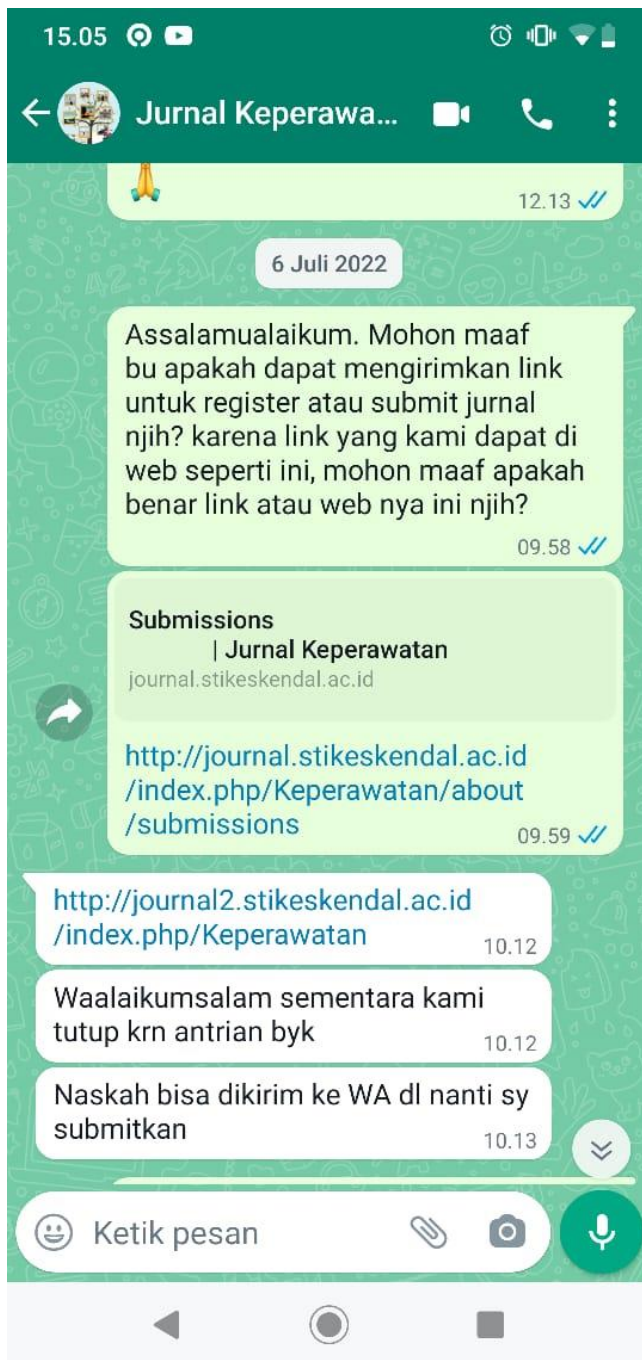 15.05
Jurnal Keperawa...
12.13
6 Juli 2022
Assalamualaikum. Mohon maaf
bu apakah dapat mengirimkan link
untuk register atau submit jurnal
njih? karena link yang kami dapat di
web seperti ini, mohon maaf apakah
benar link atau web nya ini njih?
09.58
Submissions
| Jurnal Keperawatan
journal.stikeskendal.ac.id
http://journal.stikeskendal.ac.id
/index.php/Keperawatan/about
/submissions
09.59
http://journal2.stikeskendal.ac.id
/index.php/Keperawatan
10.12
Waalaikumsalam sementara kami
tutup krn antrian byk
10.12
Naskah bisa dikirim ke WA dl nanti sy
submitkan
10.13
Ketik pesan